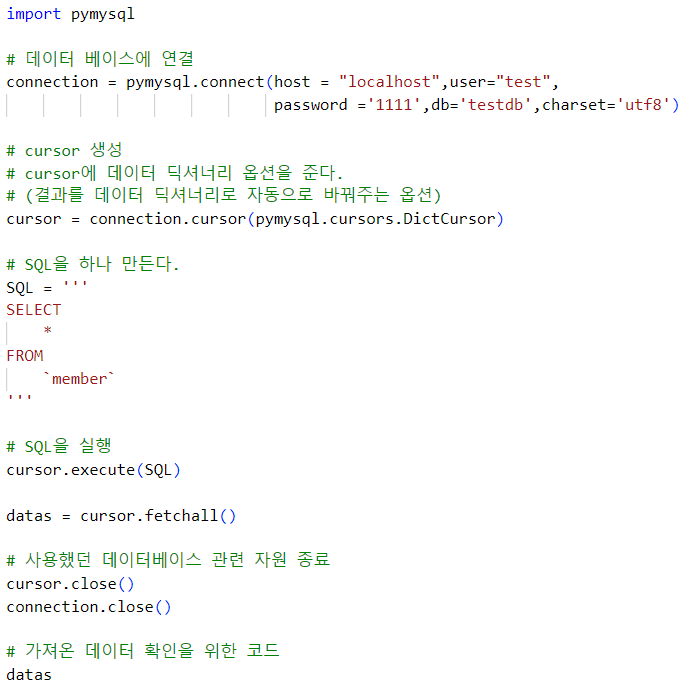 import pymysql
# 데이터 베이스에 연결
connection = pymysql.connect(host = "localhost",user="test",
password ='1111',db='testdb',charset='utf8')
# cursor 생성
# cursor에 데이터 딕셔너리 옵션을 준다.
# (결과를 데이터 딕셔너리로 자동으로 바꿔주는 옵션)
cursor = connection.cursor(pymysql.cursors.DictCursor)
# SQL을 하나 만든다.
SQL = '''
SELECT
*
FROM
`member`
'''
# SQL을 실행
cursor.execute(SQL)
datas = cursor.fetchall()
# 사용했던 데이터베이스 관련 자원 종료
cursor.close()
connection.close()
# 가져온 데이터 확인을 위한 코드
datas